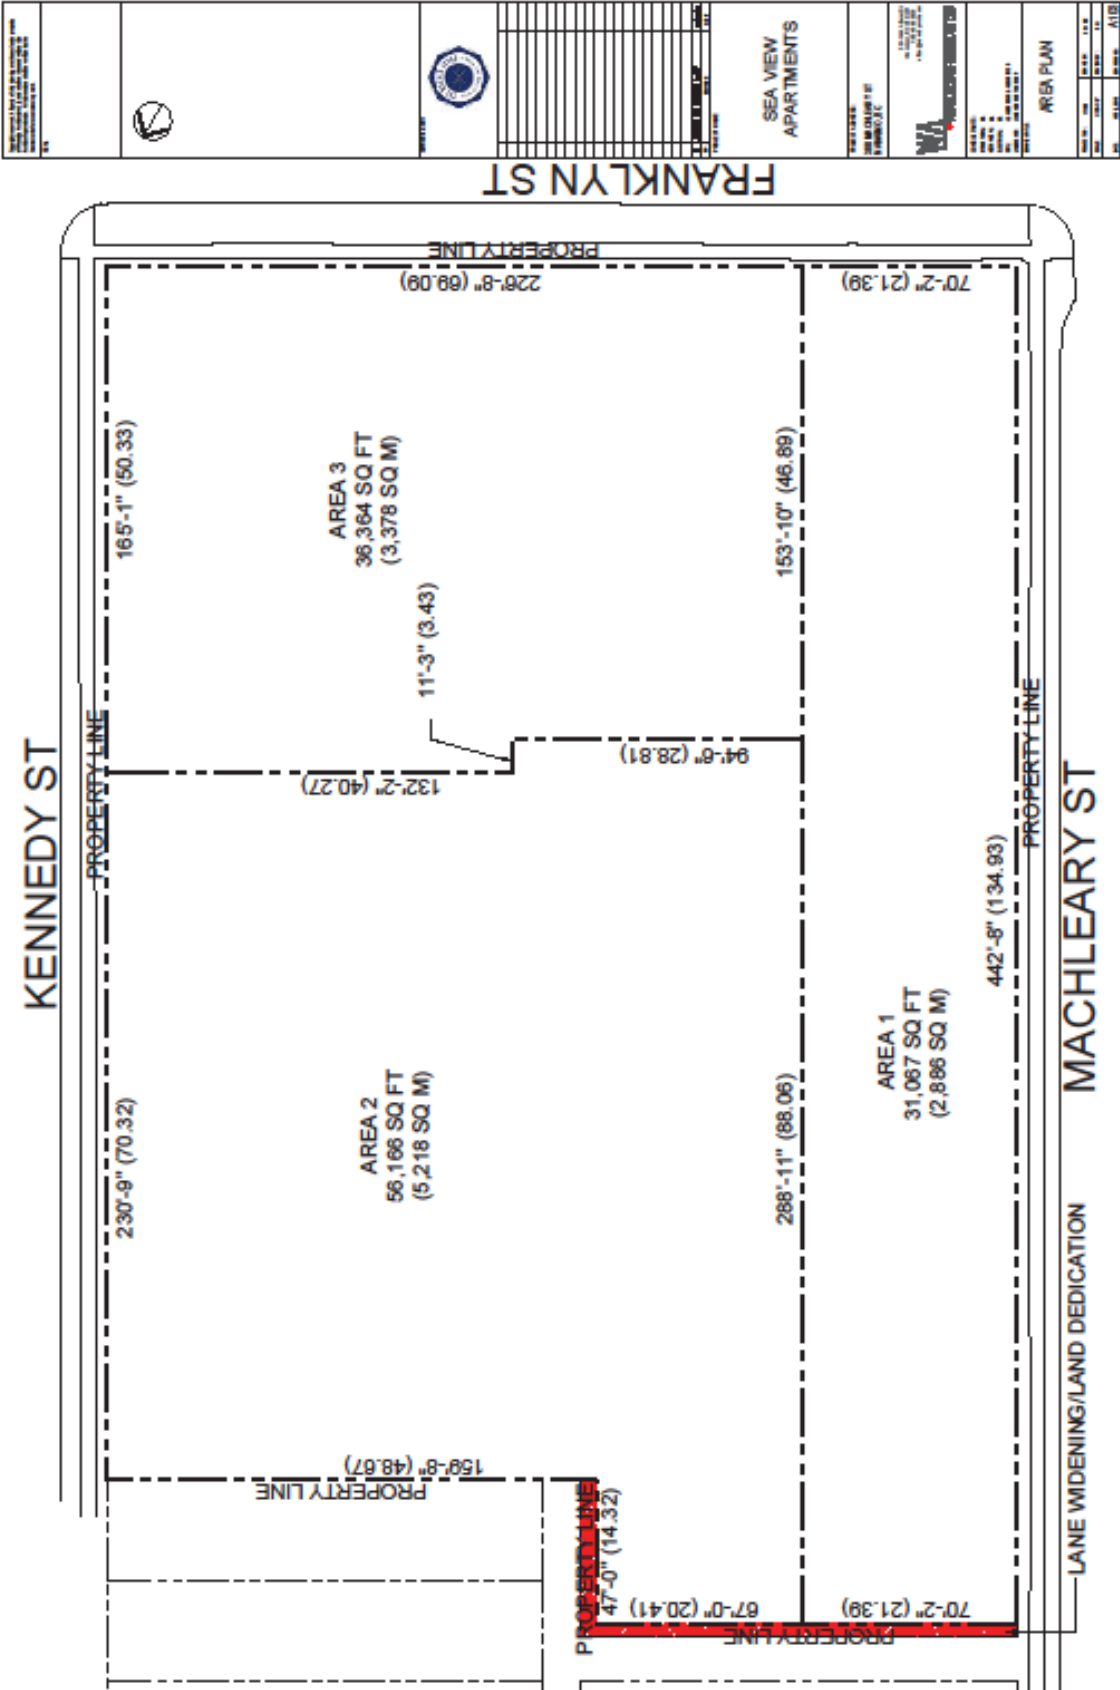 SEA VIEW
APARTMENTS
AREA PLAN
A1.03
FRANKLYN ST
KENNEDY ST
PROPERTY LINE
226'-8" (69.09)
70'-2" (21.39)
165'-1" (50.33)
AREA 3
36,364 SQ FT
(3,378 SQ M)
153'-10" (46.89)
11'-3" (3.43)
PROPERTY LINE
132'-2" (40.27)
94'-6" (28.81)
PROPERTY LINE
MACHLEARY ST
442'-8" (134.93)
230'-9" (70.32)
AREA 2
56,166 SQ FT
(5,218 SQ M)
288'-11" (88.06)
AREA 1
31,067 SQ FT
(2,886 SQ M)
159'-8" (48.67)
PROPERTY LINE
PROPERTY LINE
47'-0" (14.32)
67'-0" (20.41)
70'-2" (21.39)
PROPERTY LINE
LANE WIDENING/LAND DEDICATION